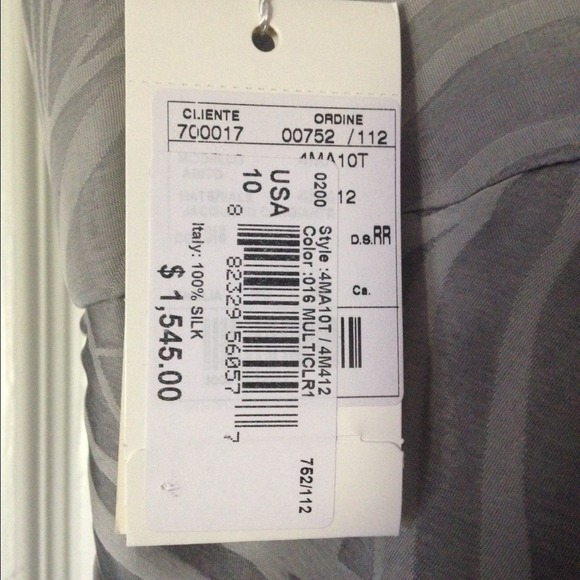 CLIENTE ORDINE
700017 00752 /112
4MA10T
12
D.S.RR
Ca.
0200 Style :4MA10T / 4M412
Color :016 MULTICLR1
USA
10
8 82329 56057 7
Italy: 100% SILK
$ 1,545.00
752/112